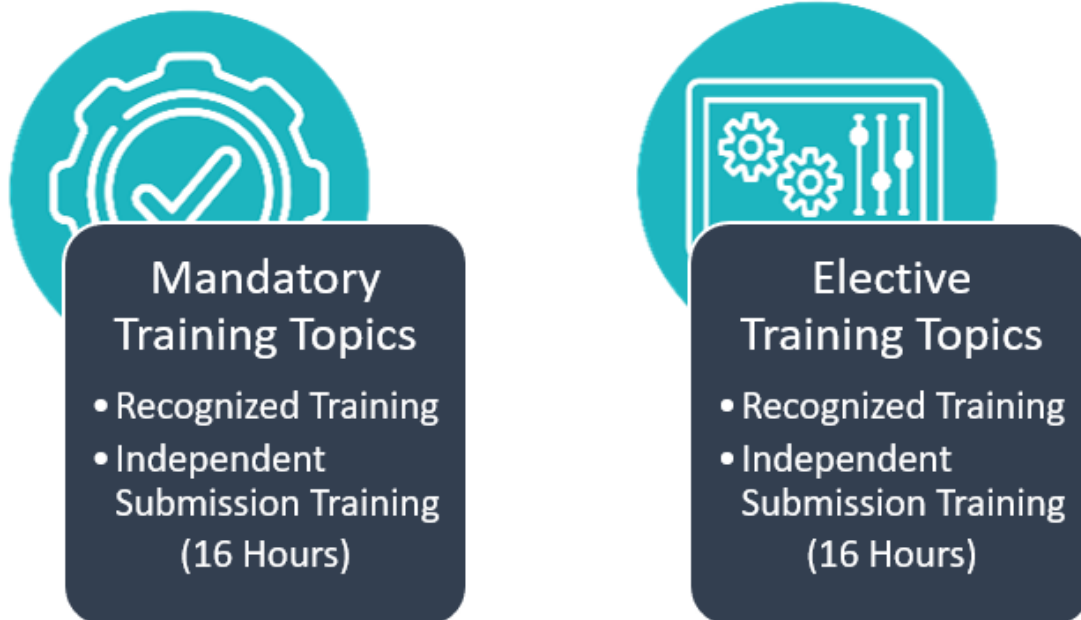 Mandatory
Training Topics
• Recognized Training
• Independent
Submission Training
(16 Hours)
Elective
Training Topics
• Recognized Training
• Independent
Submission Training
(16 Hours)